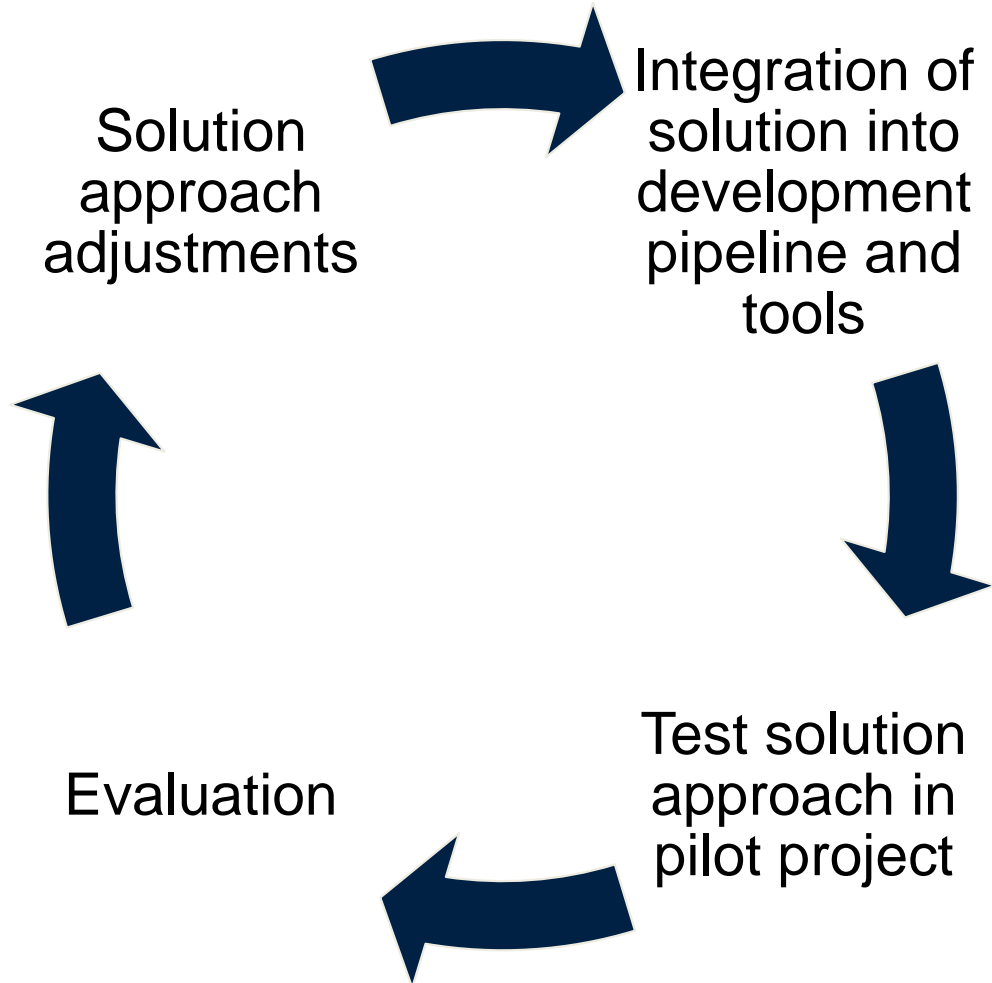 Solution
approach
adjustments
Integration of
solution into
development
pipeline and
tools
Test solution
approach in
pilot project
Evaluation